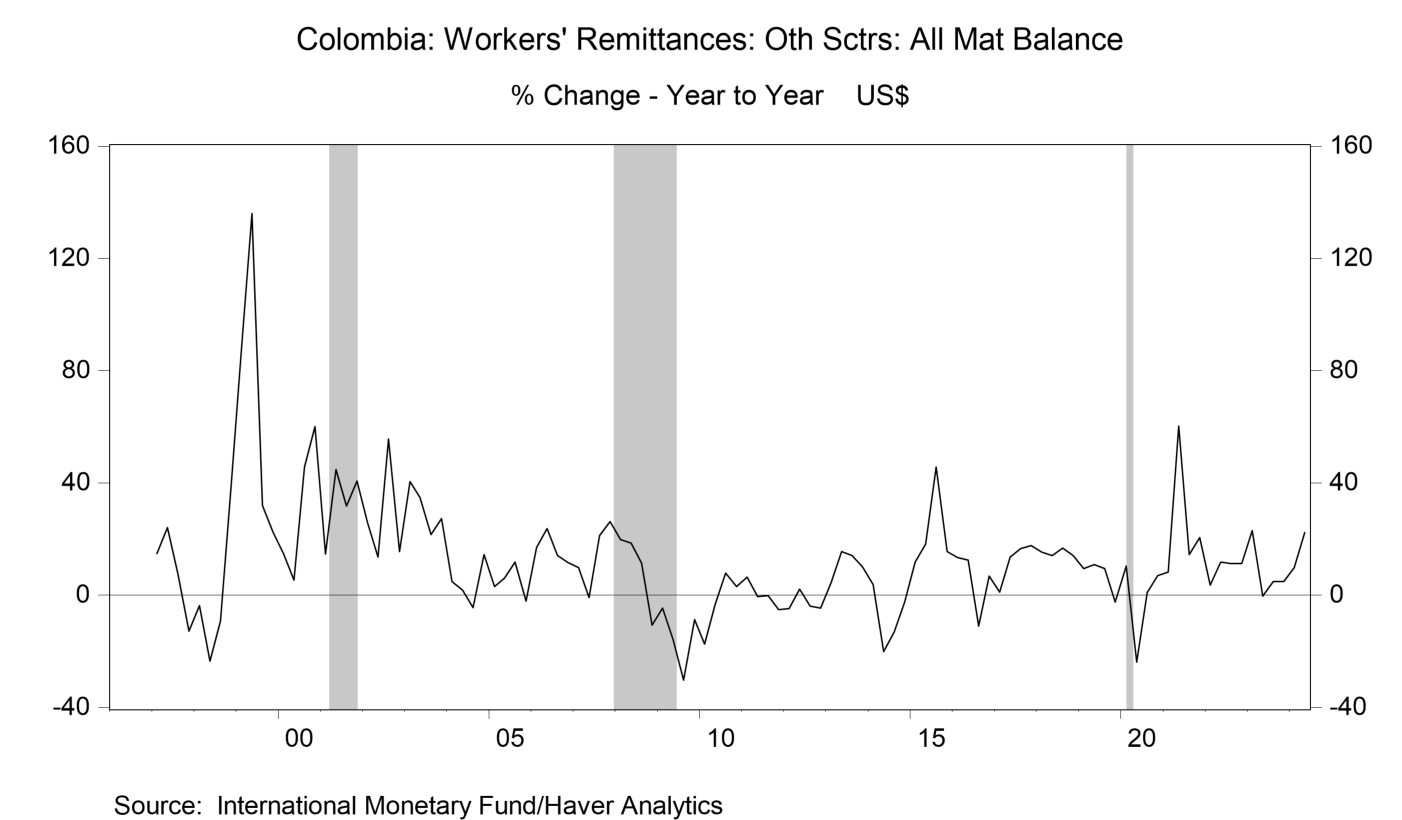 Colombia: Workers' Remittances: Oth Sctrs: All Mat Balance
% Change - Year to Year US$
160 160
120 120
80 80
40 40
0 0
-40 -40
00 05 10 15 20
Source: International Monetary Fund/Haver Analytics